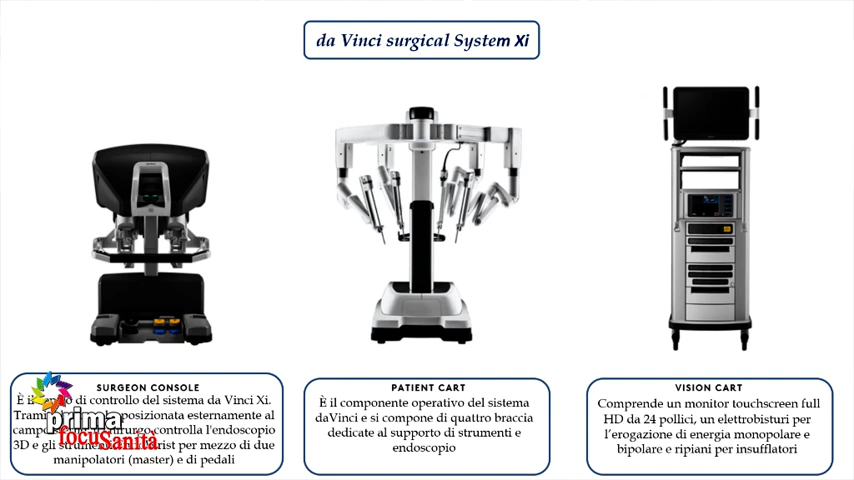 da Vinci surgical System Xi
SURGEON CONSOLE
È il di controllo del sistema da Vinci Xi.
posizionata esternamente al
controlla l'endoscopio
3D e gli per mezzo di due
manipolatori (master) e di pedali
prima
focuSanità
PATIENT CART
È il componente operativo del sistema
daVinci e si compone di quattro braccia
dedicate al supporto di strumenti e
endoscopio
VISION CART
Comprende un monitor touchscreen full
HD da 24 pollici, un elettrobisturi per
l'erogazione di energia monopolare e
bipolare e ripiani per insufflatori